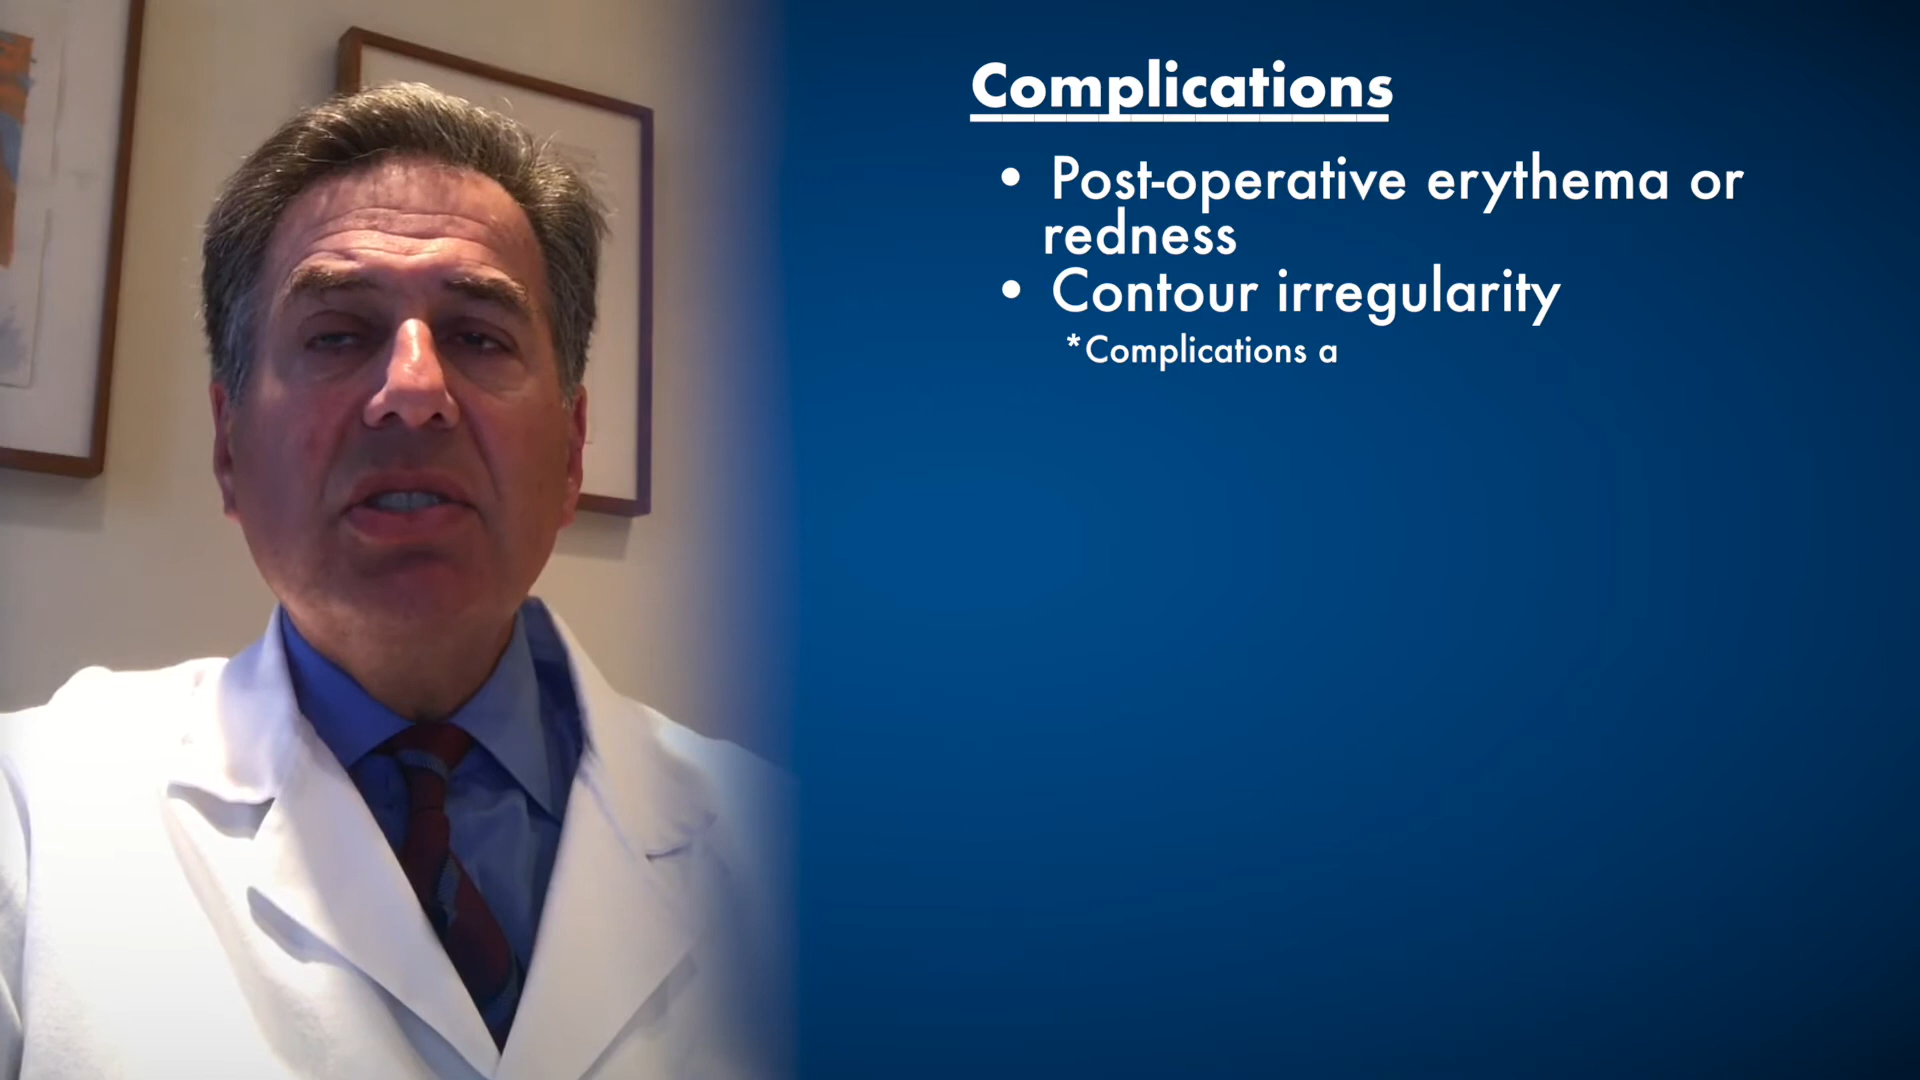 Complications
• Post-operative erythema or
redness
• Contour irregularity
*Complications a